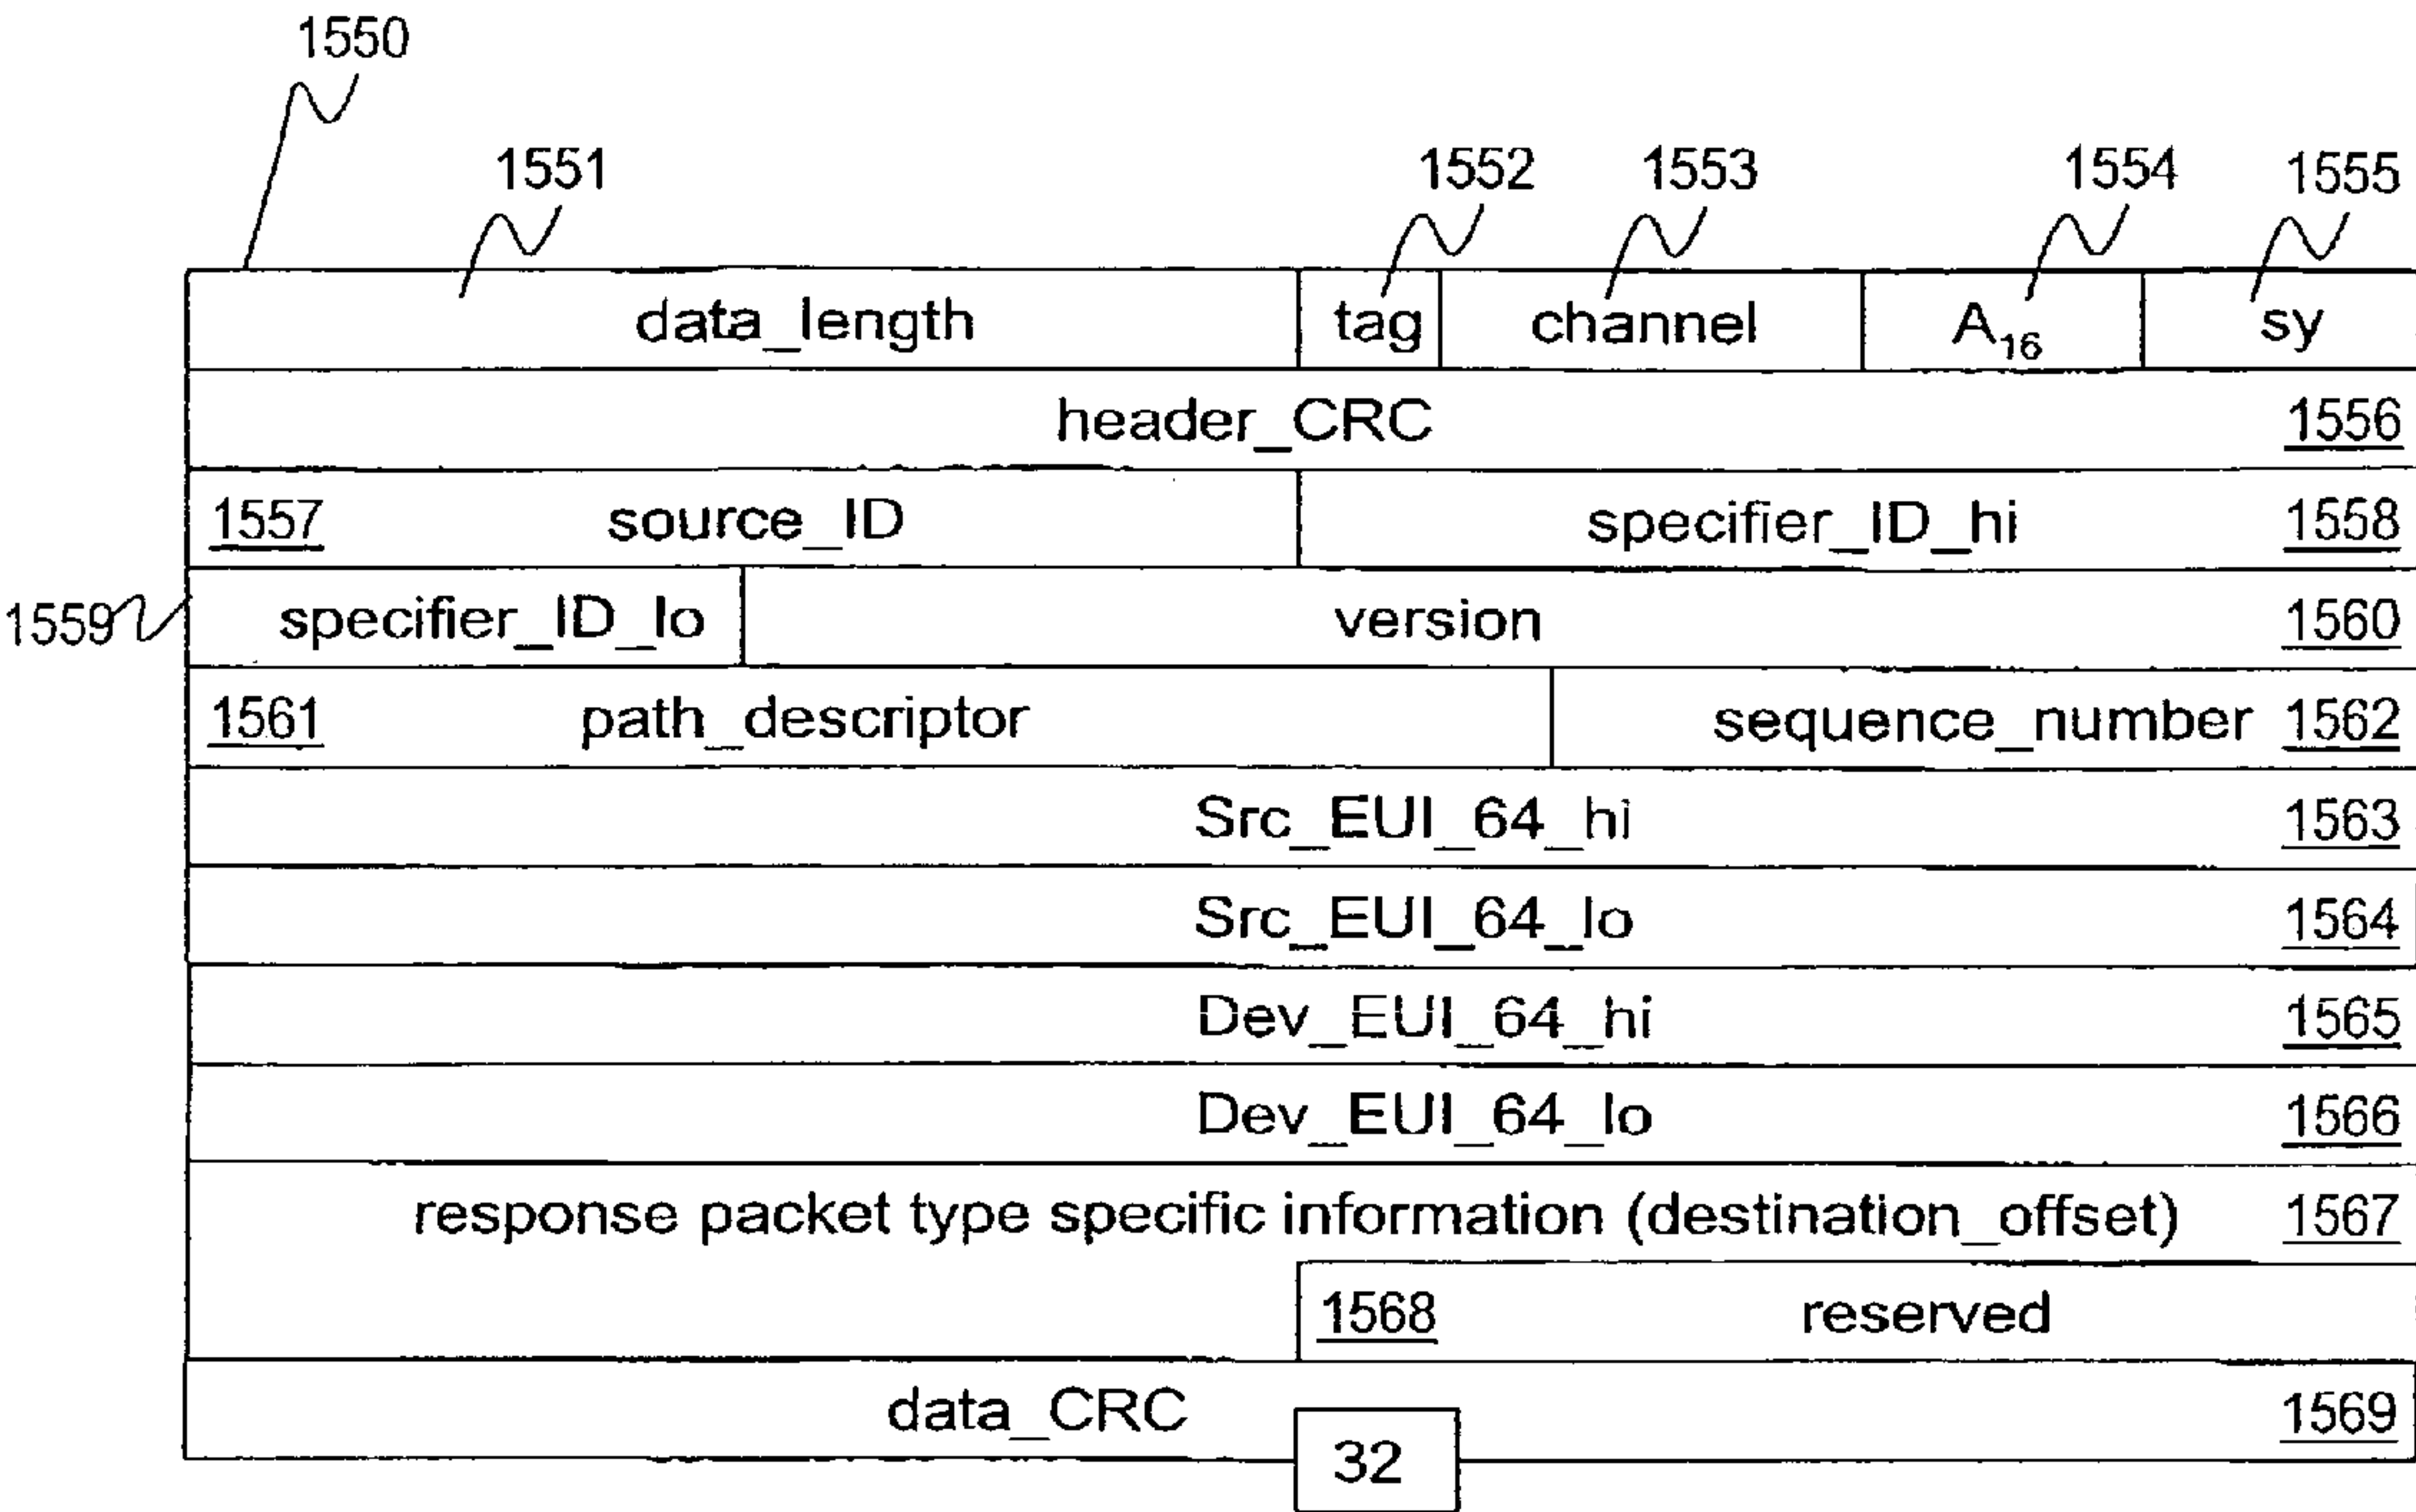 1550
1551 1552 1553 1554 1555
data_length tag channel A₁₆ sy
header_CRC 1556
1557 source_ID specifier_ID_hi 1558
1559 specifier_ID_lo version 1560
1561 path_descriptor sequence_number 1562
Src_EUI_64_hi 1563
Src_EUI_64_lo 1564
Dev_EUI_64_hi 1565
Dev_EUI_64_lo 1566
response packet type specific information (destination_offset) 1567
1568 reserved
data_CRC 1569
32